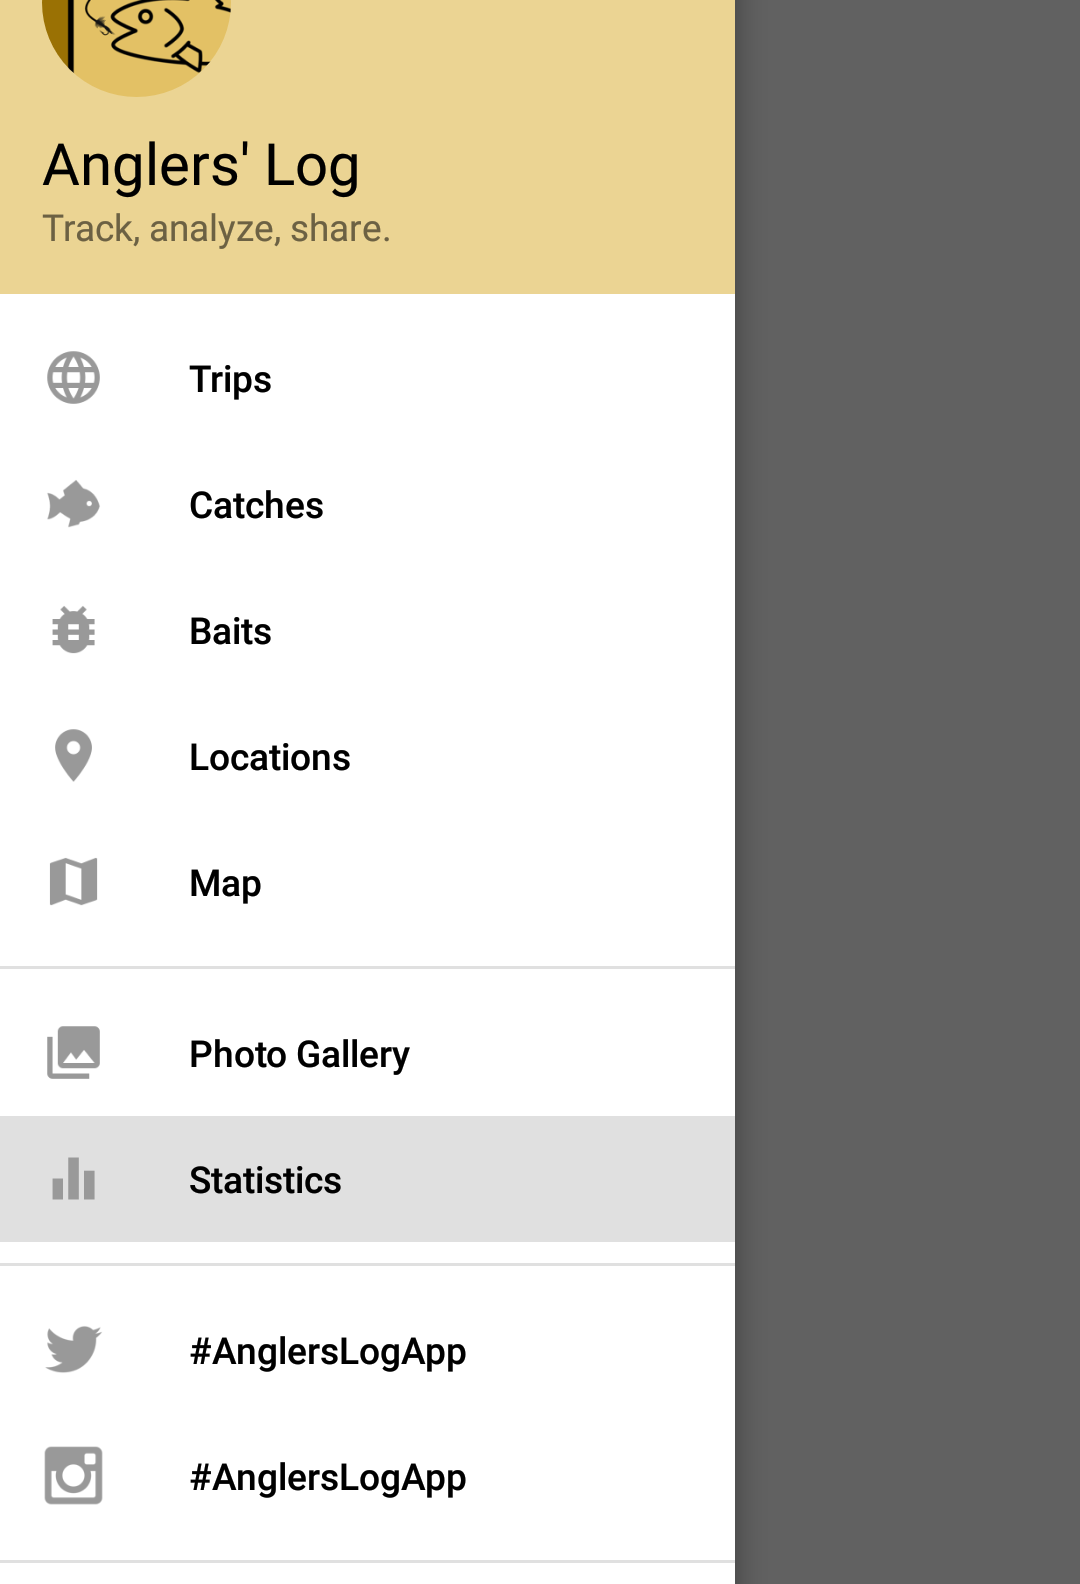 Anglers' Log
Track, analyze, share.
Trips
Catches
Baits
Locations
Map
Photo Gallery
Statistics
#AnglersLogApp
#AnglersLogApp